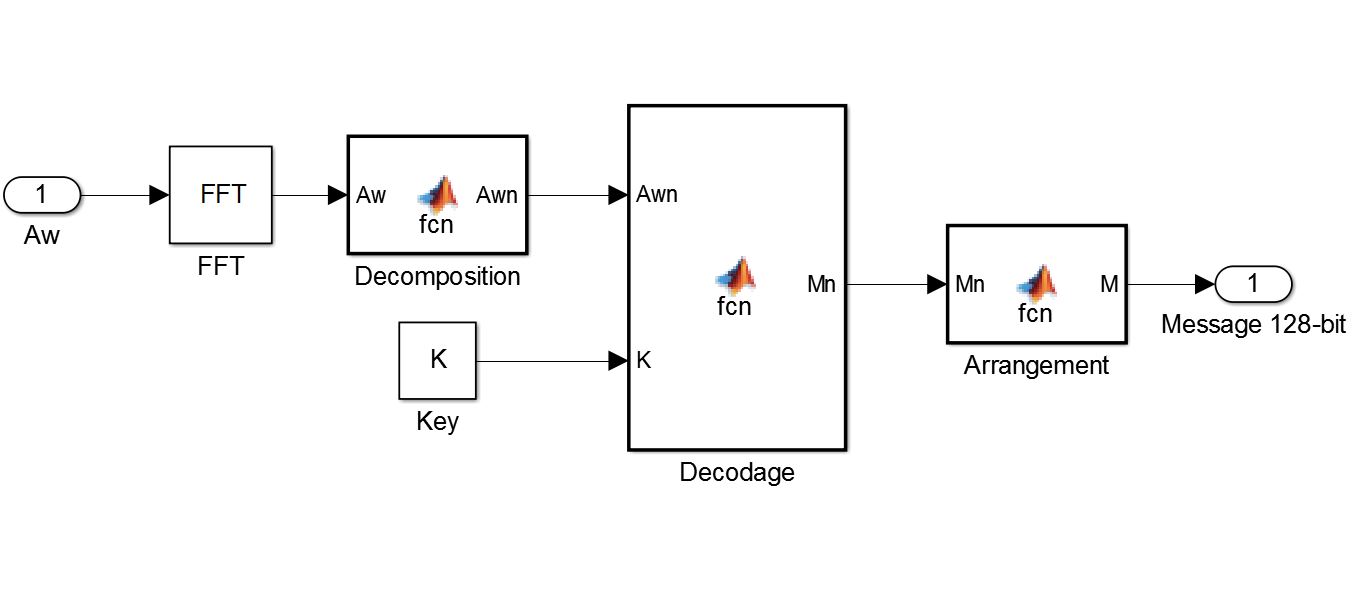 1
Aw
FFT
FFT
Aw
fcn
Awn
Decomposition
K
Key
Awn
K
fcn
Mn
Decodage
Mn
fcn
M
Arrangement
1
Message 128-bit